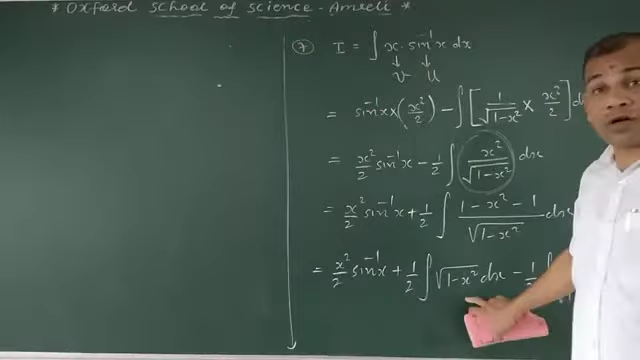 * Oxford School of Science - Amreli *
⑦ I = ∫ x · sin⁻¹x dx
↓ ↓
v u
= sin⁻¹x × (x²/2) − ∫ [ 1/√(1−x²) × x²/2 ] d
= x²/2 sin⁻¹x − 1/2 ∫ x²/√(1−x²) dx
= x²/2 sin⁻¹x + 1/2 ∫ (1 − x² − 1)/√(1−x²) dx
= x²/2 sin⁻¹x + 1/2 ∫ √(1−x²) dx − 1/2 ∫